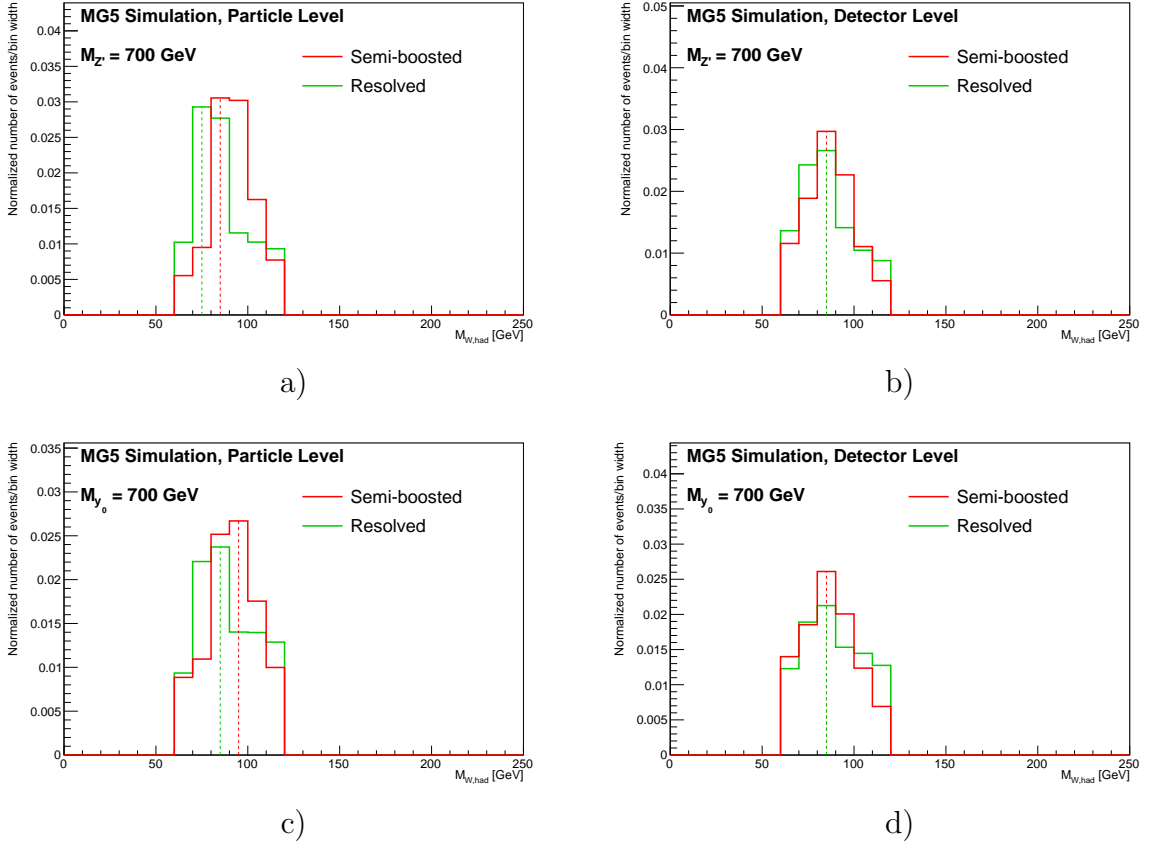 MG5 Simulation, Particle Level
M_Z' = 700 GeV
Semi-boosted
Resolved
Normalized number of events/bin width
0.04
0.035
0.03
0.025
0.02
0.015
0.01
0.005
0
0 50 100 150 200 250
M_W,had [GeV]
a)
MG5 Simulation, Detector Level
M_Z' = 700 GeV
Semi-boosted
Resolved
Normalized number of events/bin width
0.05
0.04
0.03
0.02
0.01
0
0 50 100 150 200 250
M_W,had [GeV]
b)
MG5 Simulation, Particle Level
M_y_0 = 700 GeV
Semi-boosted
Resolved
Normalized number of events/bin width
0.035
0.03
0.025
0.02
0.015
0.01
0.005
0
0 50 100 150 200 250
M_W,had [GeV]
c)
MG5 Simulation, Detector Level
M_y_0 = 700 GeV
Semi-boosted
Resolved
Normalized number of events/bin width
0.04
0.035
0.03
0.025
0.02
0.015
0.01
0.005
0
0 50 100 150 200 250
M_W,had [GeV]
d)